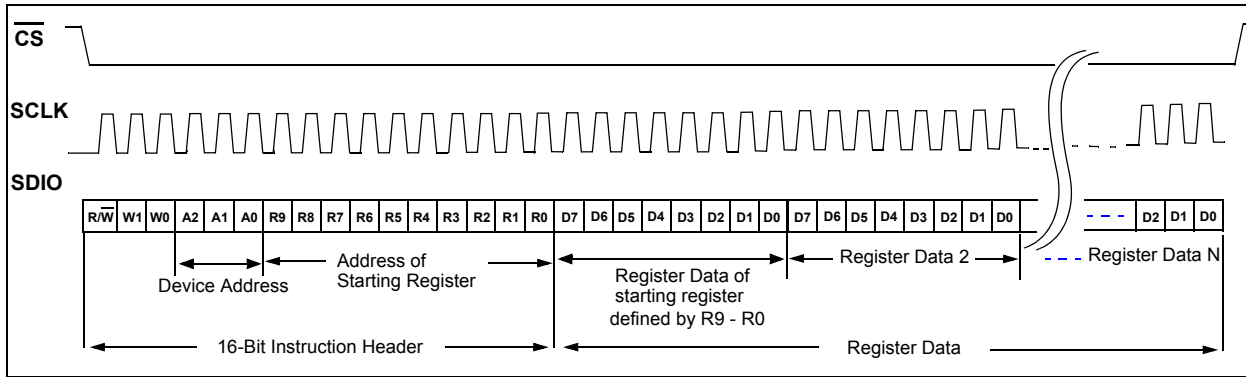 CS
SCLK
SDIO
R/W W1 W0 A2 A1 A0 R9 R8 R7 R6 R5 R4 R3 R2 R1 R0 D7 D6 D5 D4 D3 D2 D1 D0 D7 D6 D5 D4 D3 D2 D1 D0 D2 D1 D0
Device Address
Address of
Starting Register
Register Data of
starting register
defined by R9 - R0
Register Data 2
Register Data N
16-Bit Instruction Header
Register Data